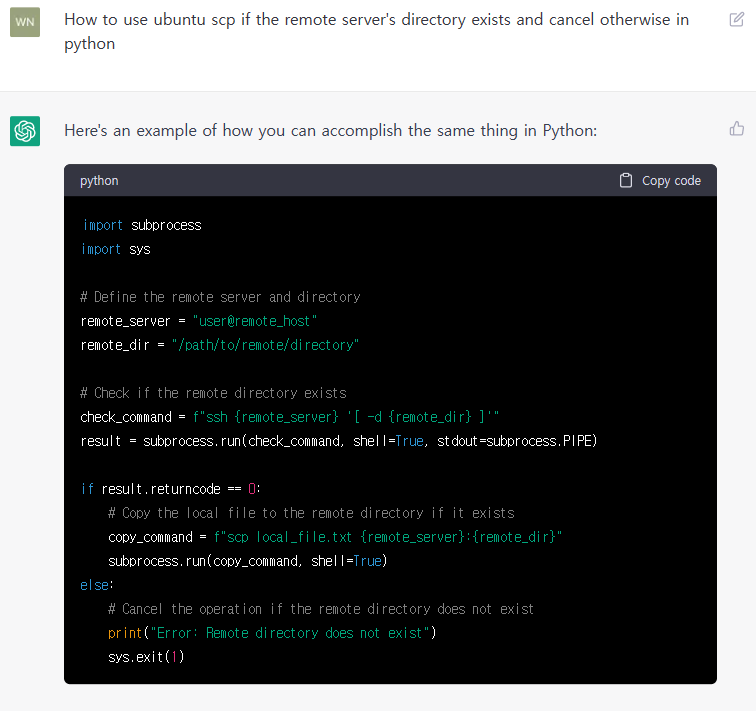 WN
How to use ubuntu scp if the remote server's directory exists and cancel otherwise in
python
Here's an example of how you can accomplish the same thing in Python:
python
Copy code
import subprocess
import sys
# Define the remote server and directory
remote_server = "user@remote_host"
remote_dir = "/path/to/remote/directory"
# Check if the remote directory exists
check_command = f"ssh {remote_server} '[ -d {remote_dir} ]'"
result = subprocess.run(check_command, shell=True, stdout=subprocess.PIPE)
if result.returncode == 0:
    # Copy the local file to the remote directory if it exists
    copy_command = f"scp local_file.txt {remote_server}:{remote_dir}"
    subprocess.run(copy_command, shell=True)
else:
    # Cancel the operation if the remote directory does not exist
    print("Error: Remote directory does not exist")
    sys.exit(1)